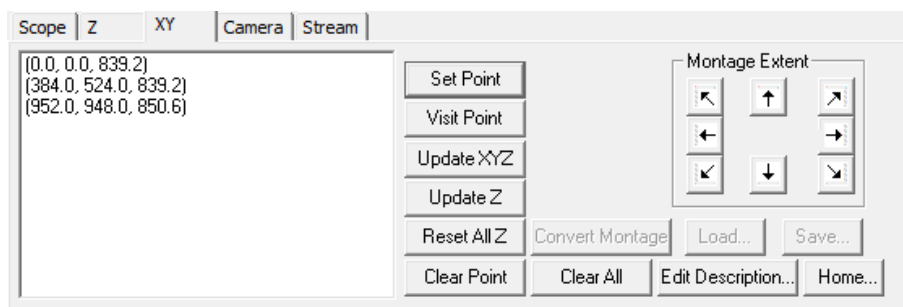 Scope Z XY Camera Stream
(0.0, 0.0, 839.2)
(384.0, 524.0, 839.2)
(952.0, 948.0, 850.6)
Set Point
Visit Point
Update XYZ
Update Z
Reset All Z
Clear Point
Montage Extent
Convert Montage Load... Save...
Clear All Edit Description... Home...